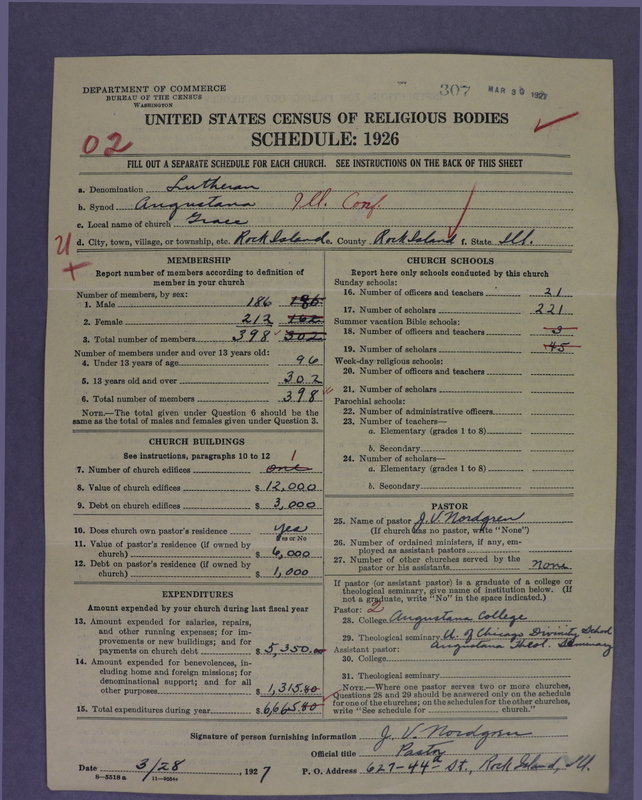 DEPARTMENT OF COMMERCE
BUREAU OF THE CENSUS
WASHINGTON
307 MAR 30 1927
UNITED STATES CENSUS OF RELIGIOUS BODIES
SCHEDULE: 1926
02
FILL OUT A SEPARATE SCHEDULE FOR EACH CHURCH. SEE INSTRUCTIONS ON THE BACK OF THIS SHEET
a. Denomination Lutheran
b. Synod Augustana Ill. Conf.
c. Local name of church Grace
d. City, town, village, or township, etc. Rock Island e. County Rock Island f. State Ill.
MEMBERSHIP
Report number of members according to definition of
member in your church
Number of members, by sex:
1. Male 186 186
2. Female 212 162
3. Total number of members 398 302
Number of members under and over 13 years old:
4. Under 13 years of age 96
5. 13 years old and over 302
6. Total number of members 398
NOTE.—The total given under Question 6 should be the
same as the total of males and females given under Question 3.
CHURCH BUILDINGS
See instructions, paragraphs 10 to 12 1
7. Number of church edifices one
8. Value of church edifices $ 12,000
9. Debt on church edifices $ 3,000
10. Does church own pastor's residence yes
Yes or No
11. Value of pastor's residence (if owned by
church) $ 6,000
12. Debt on pastor's residence (if owned by
church) $ 1,000
EXPENDITURES
Amount expended by your church during last fiscal year
13. Amount expended for salaries, repairs,
and other running expenses; for im-
provements or new buildings; and for
payments on church debt $ 5,350.00
14. Amount expended for benevolences, in-
cluding home and foreign missions; for
denominational support; and for all
other purposes $ 1,315.80
15. Total expenditures during year $ 6,665.80
CHURCH SCHOOLS
Report here only schools conducted by this church
Sunday schools:
16. Number of officers and teachers 21
17. Number of scholars 221
Summer vacation Bible schools:
18. Number of officers and teachers 3
19. Number of scholars 45
Week-day religious schools:
20. Number of officers and teachers
21. Number of scholars
Parochial schools:
22. Number of administrative officers
23. Number of teachers—
a. Elementary (grades 1 to 8)
b. Secondary
24. Number of scholars—
a. Elementary (grades 1 to 8)
b. Secondary
PASTOR
25. Name of pastor J. V. Nordgren
(If church has no pastor, write "None")
26. Number of ordained ministers, if any, em-
ployed as assistant pastors
27. Number of other churches served by the
pastor or his assistants None
If pastor (or assistant pastor) is a graduate of a college or
theological seminary, give name of institution below. (If
not a graduate, write "No" in the space indicated.)
Pastor: 2
28. College Augustana College
29. Theological seminary U. of Chicago Divinity School
Assistant pastor: Augustana Theol. Seminary
30. College
31. Theological seminary
NOTE.—Where one pastor serves two or more churches,
Questions 28 and 29 should be answered only on the schedule
for one of the churches; on the schedules for the other churches,
write "See schedule for church."
Signature of person furnishing information J. V. Nordgren
Official title Pastor
Date 3/28, 1927 P. O. Address 627-44th St., Rock Island, Ill.